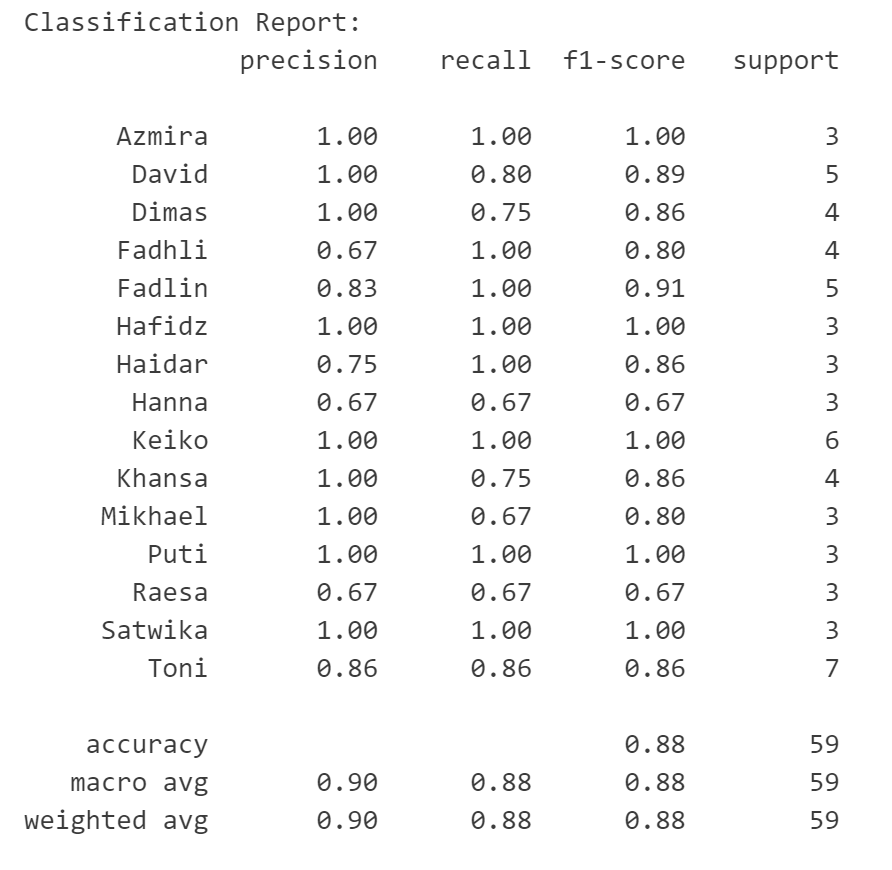 Classification Report:
precision recall f1-score support
Azmira 1.00 1.00 1.00 3
David 1.00 0.80 0.89 5
Dimas 1.00 0.75 0.86 4
Fadhli 0.67 1.00 0.80 4
Fadlin 0.83 1.00 0.91 5
Hafidz 1.00 1.00 1.00 3
Haidar 0.75 1.00 0.86 3
Hanna 0.67 0.67 0.67 3
Keiko 1.00 1.00 1.00 6
Khansa 1.00 0.75 0.86 4
Mikhael 1.00 0.67 0.80 3
Puti 1.00 1.00 1.00 3
Raesa 0.67 0.67 0.67 3
Satwika 1.00 1.00 1.00 3
Toni 0.86 0.86 0.86 7
accuracy 0.88 59
macro avg 0.90 0.88 0.88 59
weighted avg 0.90 0.88 0.88 59